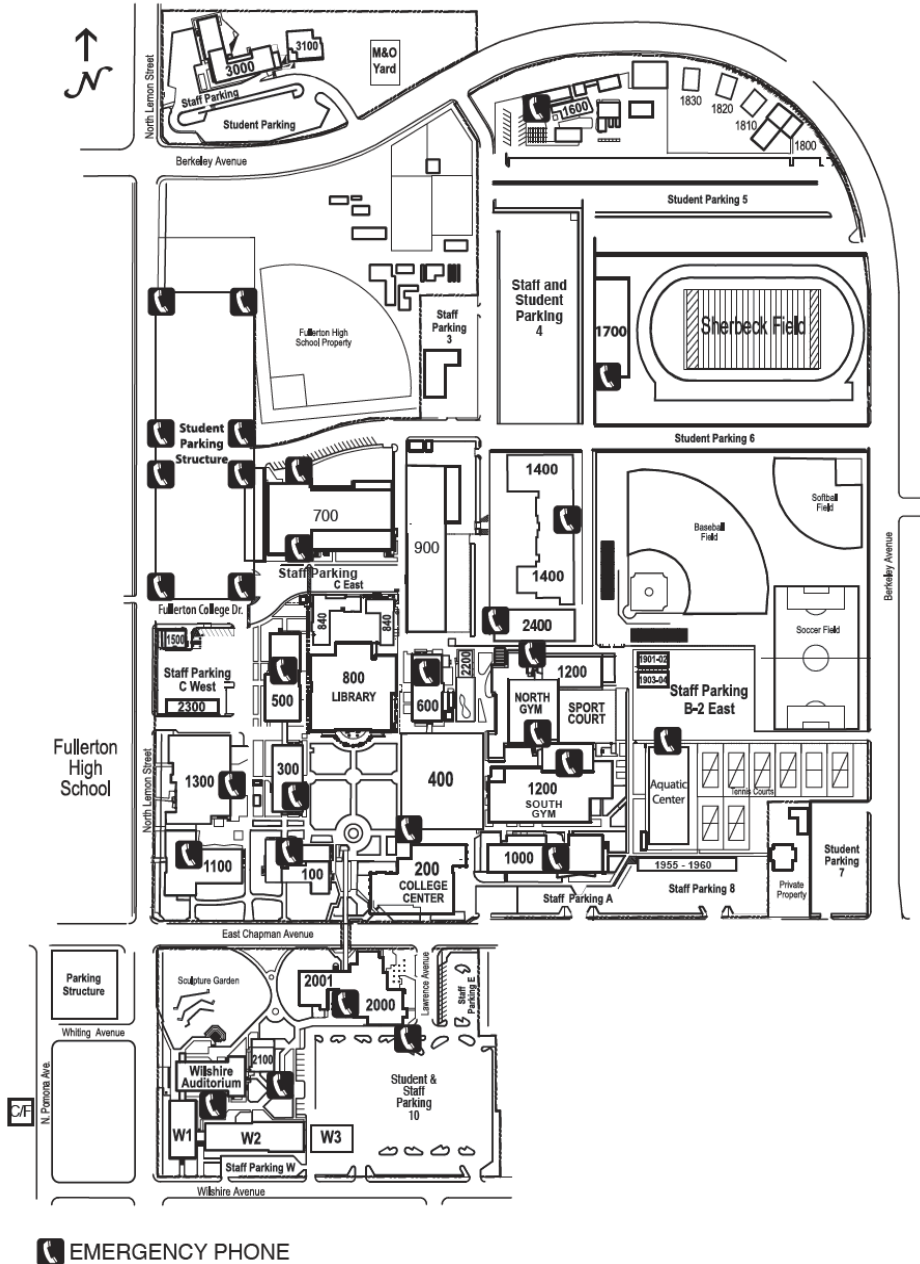 N
North Lemon Street
3000
3100
M&O
Yard
Staff Parking
Student Parking
Berkeley Avenue
1600
1830
1820
1810
1800
Student Parking 5
Staff and
Student
Parking
4
Staff
Parking
3
Fullerton High
School Property
1700
Sherbeck Field
Student Parking 6
Student
Parking
Structure
700
900
1400
1400
Baseball
Field
Softball
Field
Berkeley Avenue
Staff Parking
C East
Fullerton College Dr.
840
840
2400
Soccer Field
1500
Staff Parking
C West
2300
500
800
LIBRARY
600
2200
NORTH
GYM
1200
SPORT
COURT
1901-02
1903-04
Staff Parking
B-2 East
Fullerton
High
School
North Lemon Street
1300
300
400
1200
SOUTH
GYM
Aquatic
Center
Tennis Courts
1100
100
200
COLLEGE
CENTER
1000
1955 - 1960
Staff Parking A
Staff Parking 8
Private
Property
Student
Parking
7
East Chapman Avenue
Parking
Structure
Sculpture Garden
2001
2000
Lawrence Avenue
Staff
Parking E
Whiting Avenue
N. Pomona Ave.
C/F
Wilshire
Auditorium
2100
Student &
Staff
Parking
10
W1
W2
W3
Staff Parking W
Wilshire Avenue
EMERGENCY PHONE